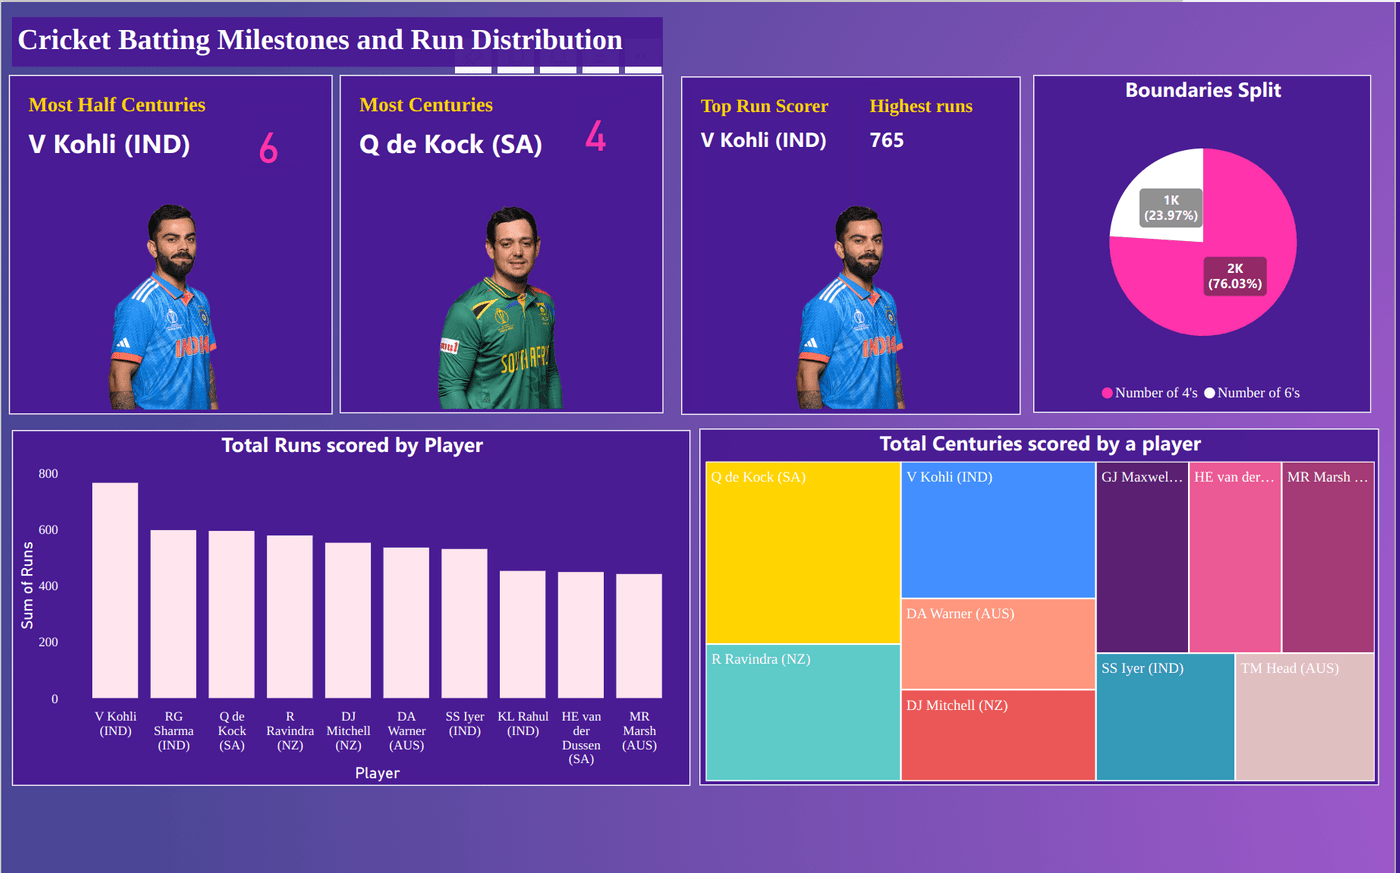 Cricket Batting Milestones and Run Distribution
Most Half Centuries
V Kohli (IND)
6
INDIA
Most Centuries
Q de Kock (SA)
4
Top Run Scorer
Highest runs
V Kohli (IND)
765
Boundaries Split
1K
(23.97%)
2K
(76.03%)
Number of 4's
Number of 6's
Total Runs scored by Player
Sum of Runs
800
600
400
200
0
V Kohli
(IND)
RG
Sharma
(IND)
Q de
Kock
(SA)
R
Ravindra
(NZ)
DJ
Mitchell
(NZ)
DA
Warner
(AUS)
SS Iyer
(IND)
KL Rahul
(IND)
HE van
der
Dussen
(SA)
MR
Marsh
(AUS)
Player
Total Centuries scored by a player
Q de Kock (SA)
R Ravindra (NZ)
V Kohli (IND)
DA Warner (AUS)
DJ Mitchell (NZ)
GJ Maxwel...
HE van der...
MR Marsh ...
SS Iyer (IND)
TM Head (AUS)